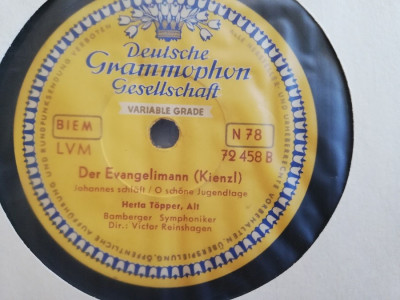 Deutsche
Grammophon
Gesellschaft
VARIABLE GRADE
BIEM
N 78
LVM
72 458 B
Der Evangelimann (Kienzl)
Johannes schläft / O schöne Jugendtage
Herta Töpper, Alt
Bamberger Symphoniker
Dir.: Victor Reinshagen